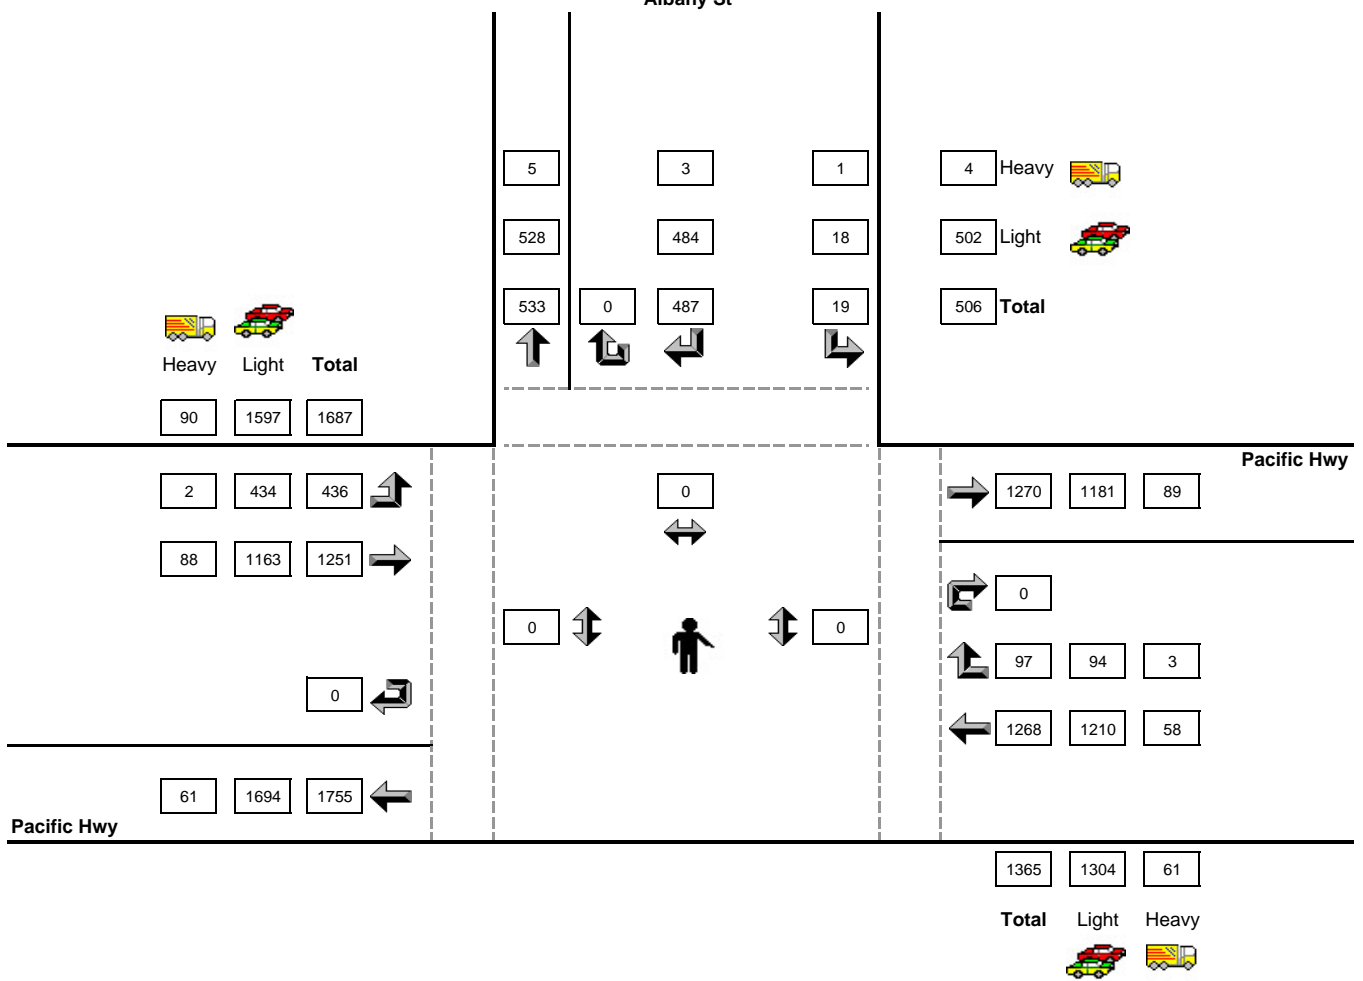 Albany St
5 3 1 4 Heavy
528 484 18 502 Light
533 0 487 19 506 Total
Heavy Light Total
90 1597 1687
Pacific Hwy
2 434 436 0 1270 1181 89
88 1163 1251
0
0 0
97 94 3
0
1268 1210 58
61 1694 1755
Pacific Hwy
1365 1304 61
Total Light Heavy